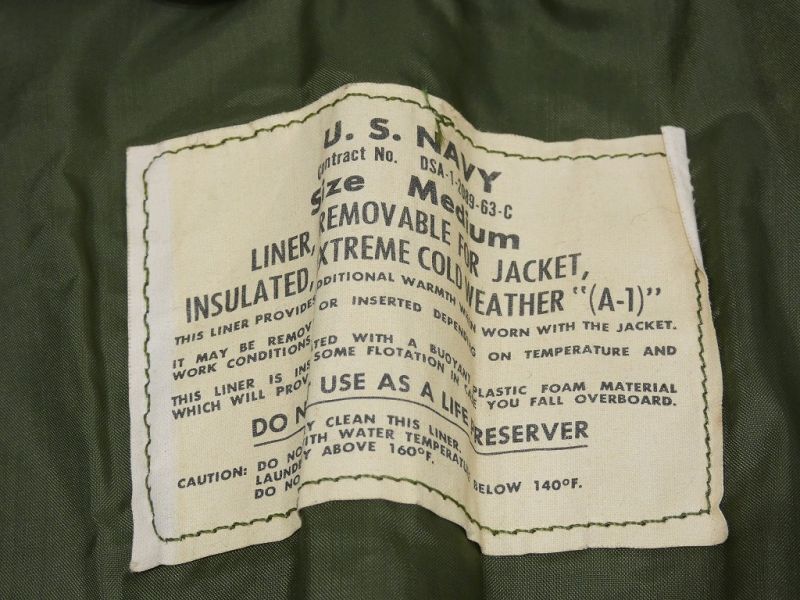 U. S. NAVY
Contract No. DSA-1-2089-63-C
Size Medium
LINER, REMOVABLE FOR JACKET,
INSULATED, EXTREME COLD WEATHER "(A-1)"
THIS LINER PROVIDES ADDITIONAL WARMTH WHEN WORN WITH THE JACKET.
IT MAY BE REMOV OR INSERTED DEPENDING ON TEMPERATURE AND
WORK CONDITIONS.
THIS LINER IS INS TED WITH A BUOYANT PLASTIC FOAM MATERIAL
WHICH WILL PROV SOME FLOTATION IN CASE YOU FALL OVERBOARD.
DO NOT USE AS A LIFE PRESERVER
CAUTION: DO NO Y CLEAN THIS LINER.
LAUND WITH WATER TEMPERATU BELOW 140°F.
DO NO Y ABOVE 160°F.